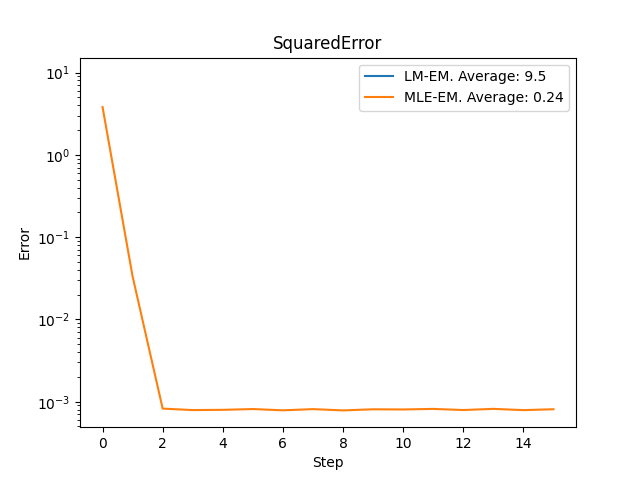 SquaredError
LM-EM. Average: 9.5
MLE-EM. Average: 0.24
10¹
10⁰
10⁻¹
10⁻²
10⁻³
Error
0 2 4 6 8 10 12 14
Step